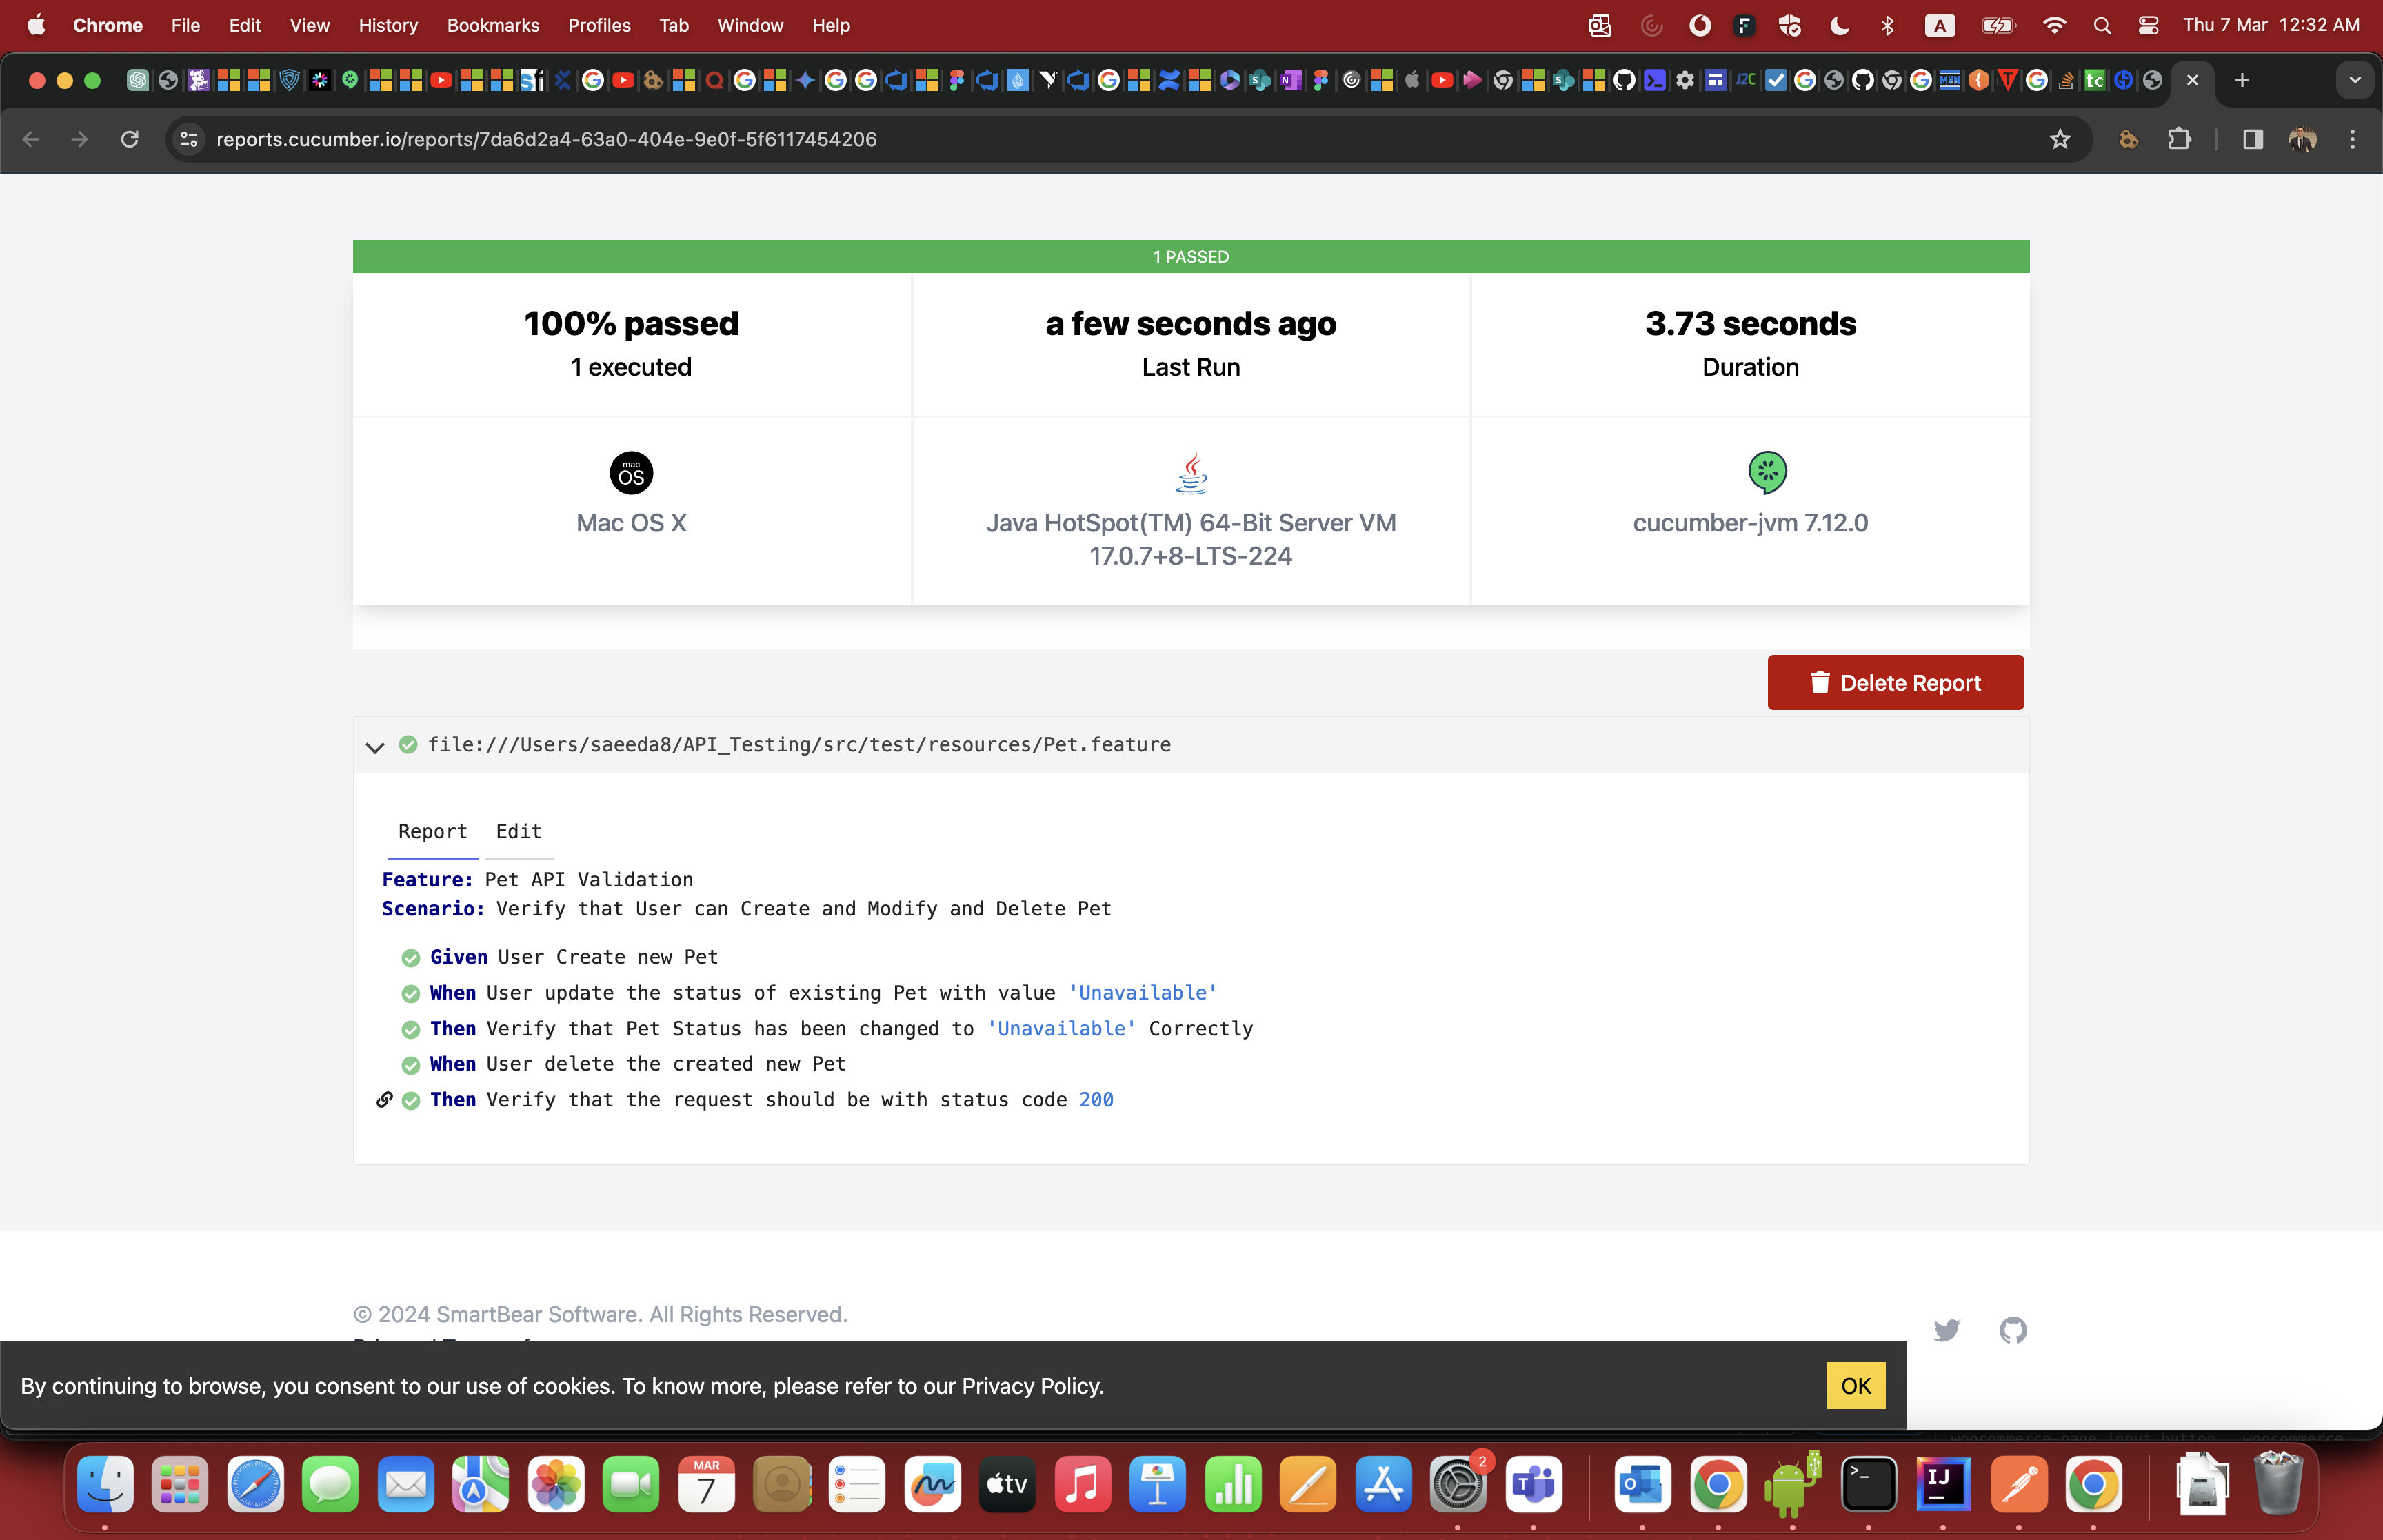 Chrome File Edit View History Bookmarks Profiles Tab Window Help A Thu 7 Mar 12:32 AM
reports.cucumber.io/reports/7da6d2a4-63a0-404e-9e0f-5f6117454206
1 PASSED
100% passed
1 executed
a few seconds ago
Last Run
3.73 seconds
Duration
mac
OS
Mac OS X
Java HotSpot(TM) 64-Bit Server VM
17.0.7+8-LTS-224
cucumber-jvm 7.12.0
Delete Report
file:///Users/saeeda8/API_Testing/src/test/resources/Pet.feature
Report Edit
Feature: Pet API Validation
Scenario: Verify that User can Create and Modify and Delete Pet
Given User Create new Pet
When User update the status of existing Pet with value 'Unavailable'
Then Verify that Pet Status has been changed to 'Unavailable' Correctly
When User delete the created new Pet
Then Verify that the request should be with status code 200
© 2024 SmartBear Software. All Rights Reserved.
By continuing to browse, you consent to our use of cookies. To know more, please refer to our Privacy Policy.
OK
MAR
7
tv
2
IJ